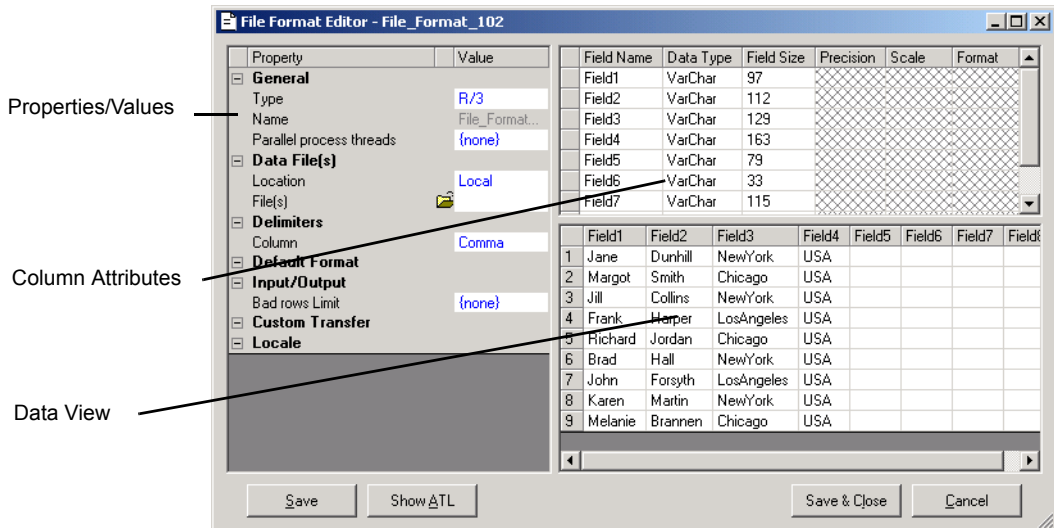 File Format Editor - File_Format_102
Property Value
General
Type R/3
Name File_Format...
Parallel process threads {none}
Data File(s)
Location Local
File(s)
Delimiters
Column Comma
Default Format
Input/Output
Bad rows Limit {none}
Custom Transfer
Locale
Field Name Data Type Field Size Precision Scale Format
Field1 VarChar 97
Field2 VarChar 112
Field3 VarChar 129
Field4 VarChar 163
Field5 VarChar 79
Field6 VarChar 33
Field7 VarChar 115
Field1 Field2 Field3 Field4 Field5 Field6 Field7 Field8
1 Jane Dunhill NewYork USA
2 Margot Smith Chicago USA
3 Jill Collins NewYork USA
4 Frank Harper LosAngeles USA
5 Richard Jordan Chicago USA
6 Brad Hall NewYork USA
7 John Forsyth LosAngeles USA
8 Karen Martin NewYork USA
9 Melanie Brannen Chicago USA
Save Show ATL Save & Close Cancel
Properties/Values
Column Attributes
Data View